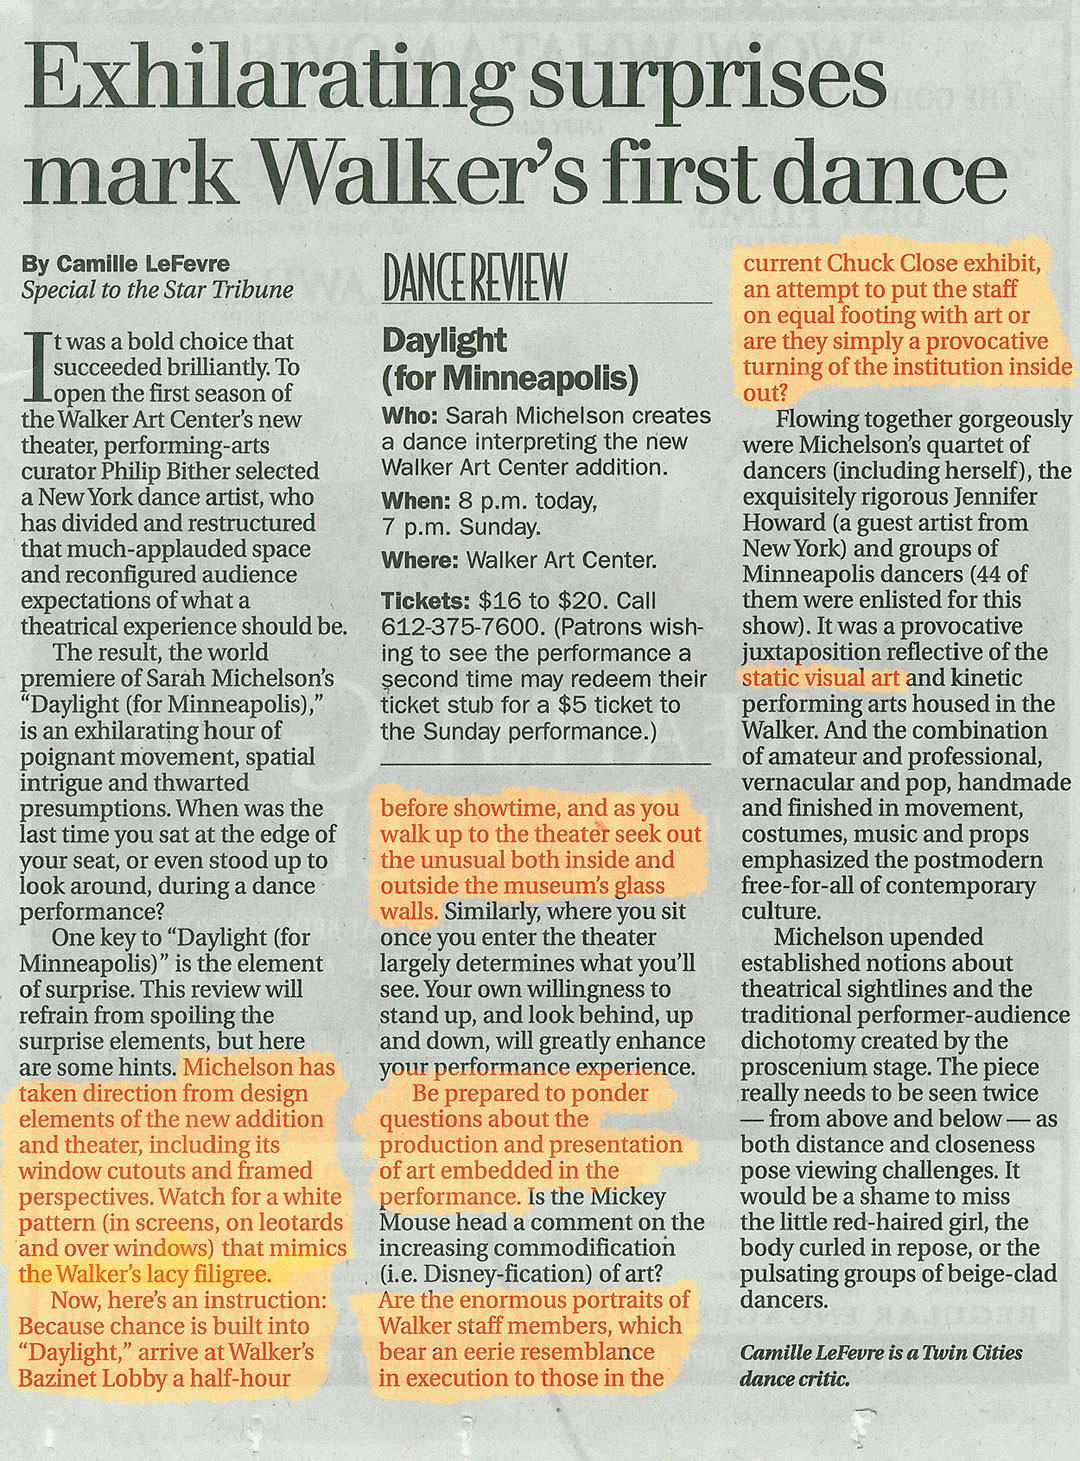 Exhilarating surprises
mark Walker's first dance
By Camille LeFevre
Special to the Star Tribune
It was a bold choice that
succeeded brilliantly. To
open the first season of
the Walker Art Center's new
theater, performing-arts
curator Philip Bither selected
a New York dance artist, who
has divided and restructured
that much-applauded space
and reconfigured audience
expectations of what a
theatrical experience should be.
The result, the world
premiere of Sarah Michelson's
“Daylight (for Minneapolis),”
is an exhilarating hour of
poignant movement, spatial
intrigue and thwarted
presumptions. When was the
last time you sat at the edge of
your seat, or even stood up to
look around, during a dance
performance?
One key to “Daylight (for
Minneapolis)” is the element
of surprise. This review will
refrain from spoiling the
surprise elements, but here
are some hints. Michelson has
taken direction from design
elements of the new addition
and theater, including its
window cutouts and framed
perspectives. Watch for a white
pattern (in screens, on leotards
and over windows) that mimics
the Walker's lacy filigree.
Now, here's an instruction:
Because chance is built into
“Daylight,” arrive at Walker's
Bazinet Lobby a half-hour
DANCE REVIEW
Daylight
(for Minneapolis)
Who: Sarah Michelson creates
a dance interpreting the new
Walker Art Center addition.
When: 8 p.m. today,
7 p.m. Sunday.
Where: Walker Art Center.
Tickets: $16 to $20. Call
612-375-7600. (Patrons wish-
ing to see the performance a
second time may redeem their
ticket stub for a $5 ticket to
the Sunday performance.)
before showtime, and as you
walk up to the theater seek out
the unusual both inside and
outside the museum's glass
walls. Similarly, where you sit
once you enter the theater
largely determines what you'll
see. Your own willingness to
stand up, and look behind, up
and down, will greatly enhance
your performance experience.
Be prepared to ponder
questions about the
production and presentation
of art embedded in the
performance. Is the Mickey
Mouse head a comment on the
increasing commodification
(i.e. Disney-fication) of art?
Are the enormous portraits of
Walker staff members, which
bear an eerie resemblance
in execution to those in the
current Chuck Close exhibit,
an attempt to put the staff
on equal footing with art or
are they simply a provocative
turning of the institution inside
out?
Flowing together gorgeously
were Michelson's quartet of
dancers (including herself), the
exquisitely rigorous Jennifer
Howard (a guest artist from
New York) and groups of
Minneapolis dancers (44 of
them were enlisted for this
show). It was a provocative
juxtaposition reflective of the
static visual art and kinetic
performing arts housed in the
Walker. And the combination
of amateur and professional,
vernacular and pop, handmade
and finished in movement,
costumes, music and props
emphasized the postmodern
free-for-all of contemporary
culture.
Michelson upended
established notions about
theatrical sightlines and the
traditional performer-audience
dichotomy created by the
proscenium stage. The piece
really needs to be seen twice
— from above and below — as
both distance and closeness
pose viewing challenges. It
would be a shame to miss
the little red-haired girl, the
body curled in repose, or the
pulsating groups of beige-clad
dancers.
Camille LeFevre is a Twin Cities
dance critic.